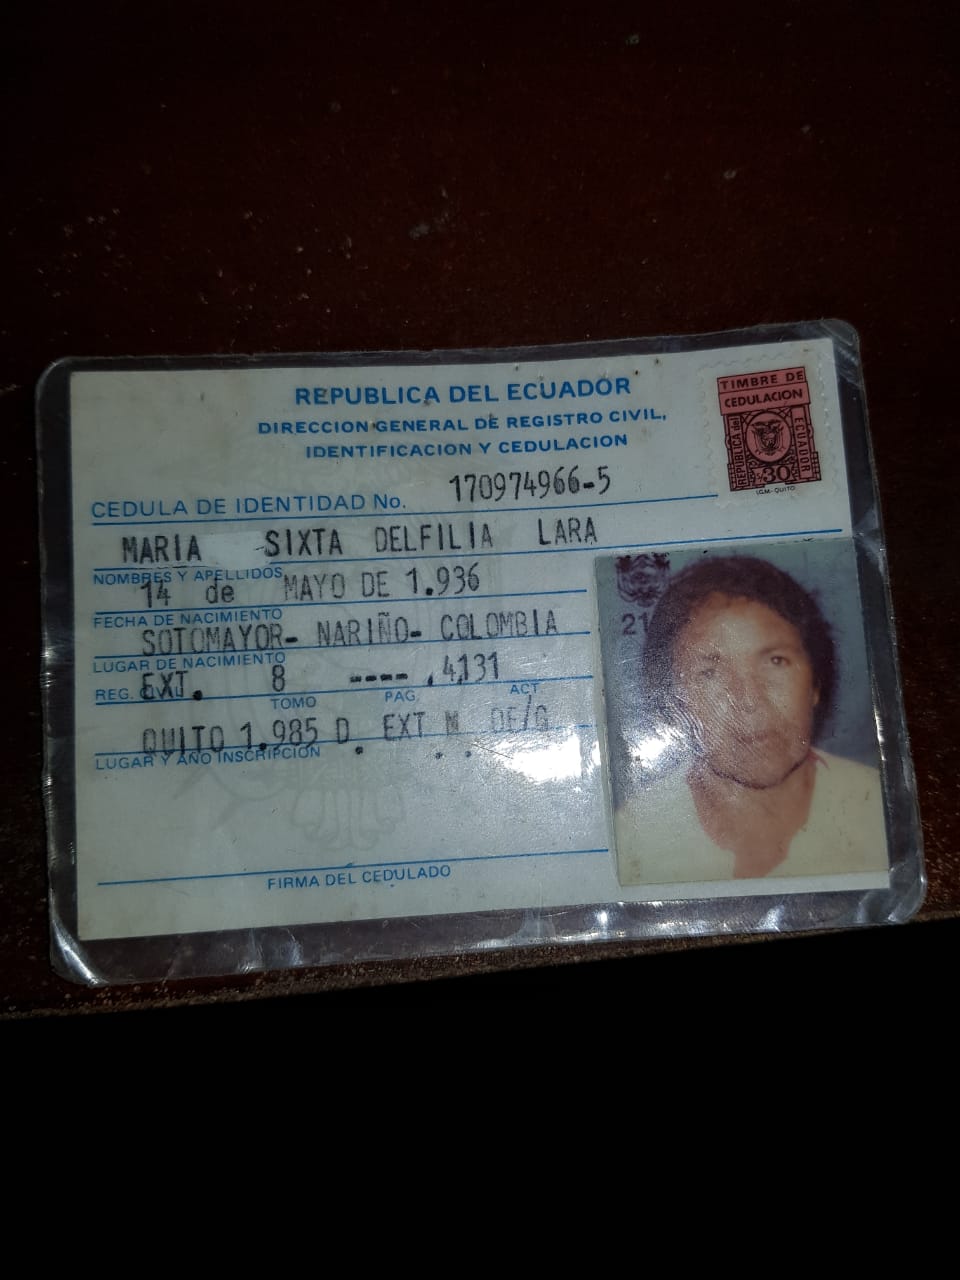 REPUBLICA DEL ECUADOR
DIRECCION GENERAL DE REGISTRO CIVIL,
IDENTIFICACION Y CEDULACION
TIMBRE DE
CEDULACION
REPUBLICA del
ECUADOR
30
I.G.M.-QUITO
CEDULA DE IDENTIDAD No. 170974966-5
MARIA SIXTA DELFILIA LARA
NOMBRES Y APELLIDOS
14 de MAYO DE 1.936
FECHA DE NACIMIENTO
SOTOMAYOR- NARIÑO- COLOMBIA
LUGAR DE NACIMIENTO
EXT. 8 ---- 4131
REG. TOMO PAG. ACT
QUITO 1.985 D. EXT M DE/G
LUGAR Y AÑO INSCRIPCION
FIRMA DEL CEDULADO